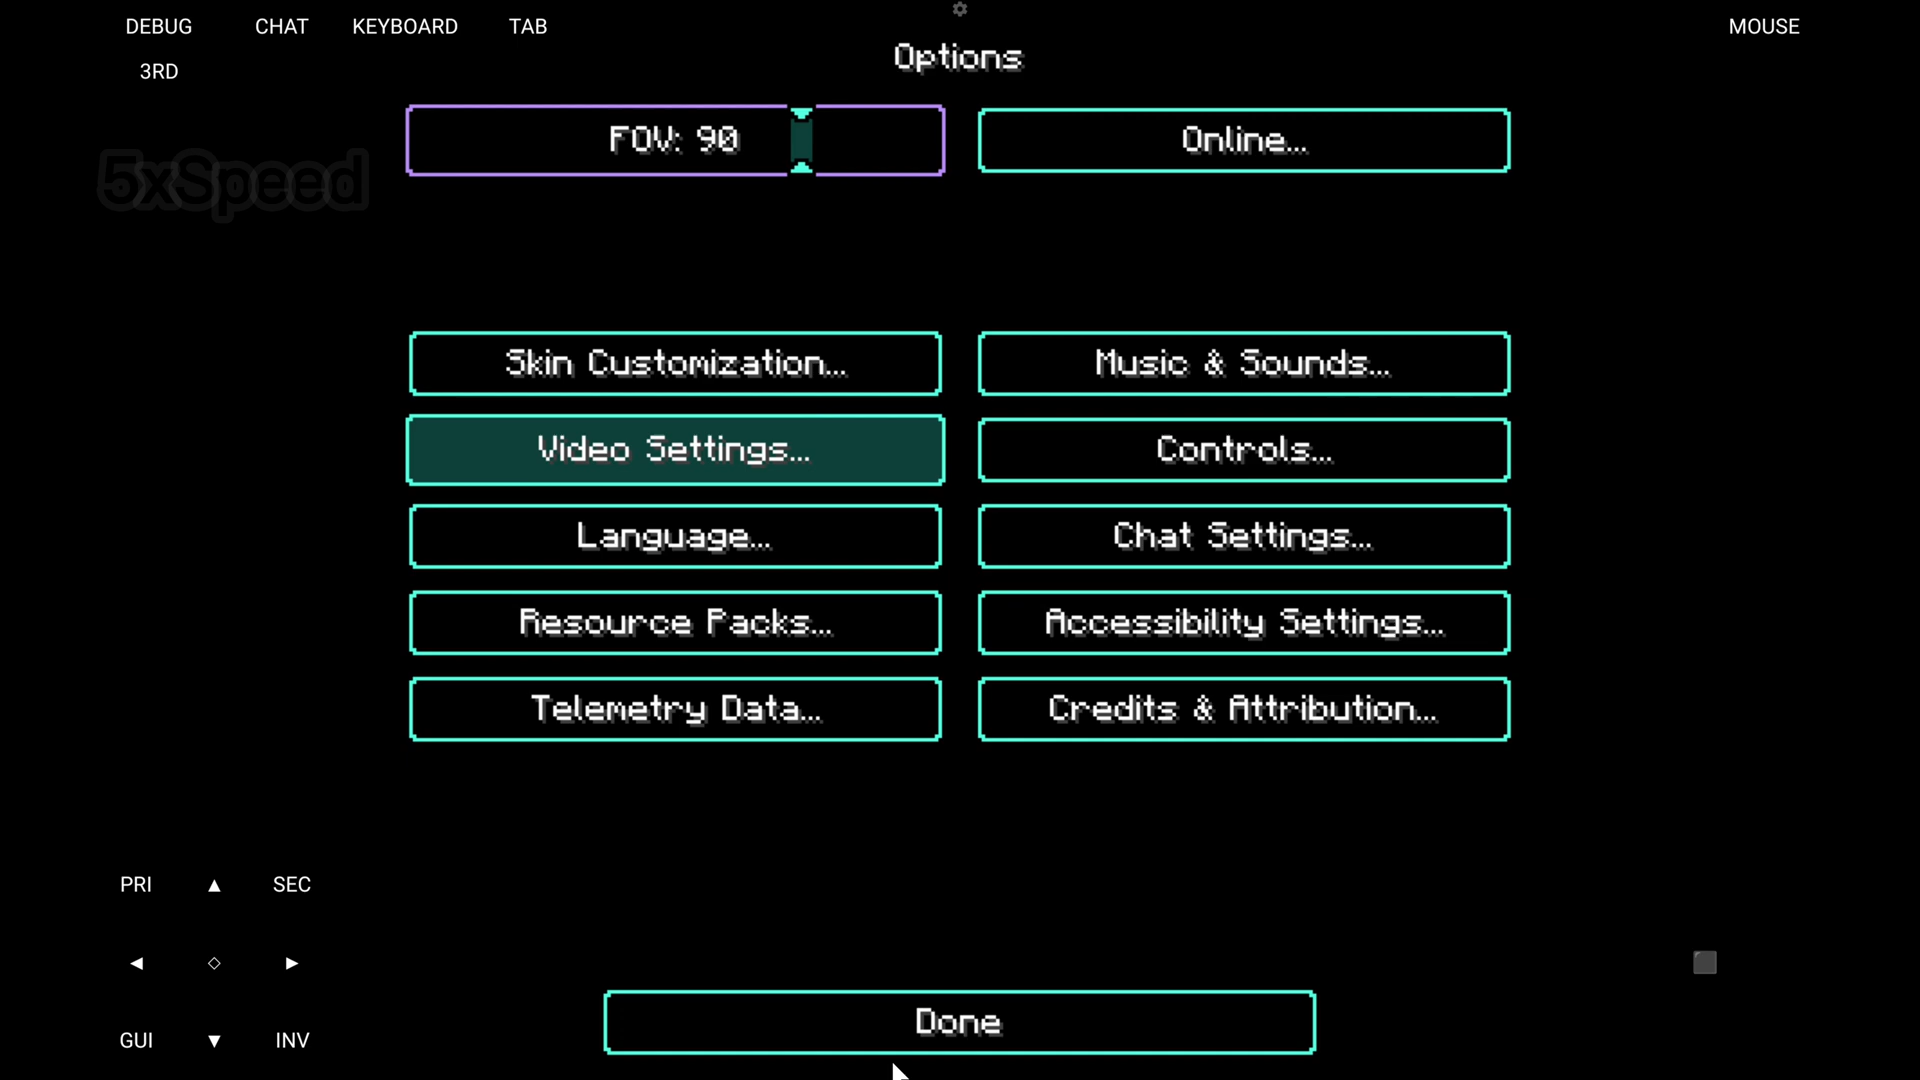 DEBUG CHAT KEYBOARD TAB MOUSE
3RD
Options
FOV: 90 Online...
5xSpeed
Skin Customization... Music & Sounds...
Video Settings... Controls...
Language... Chat Settings...
Resource Packs... Accessibility Settings...
Telemetry Data... Credits & Attribution...
PRI ▲ SEC
◀ ◇ ▶
GUI ▼ INV
Done